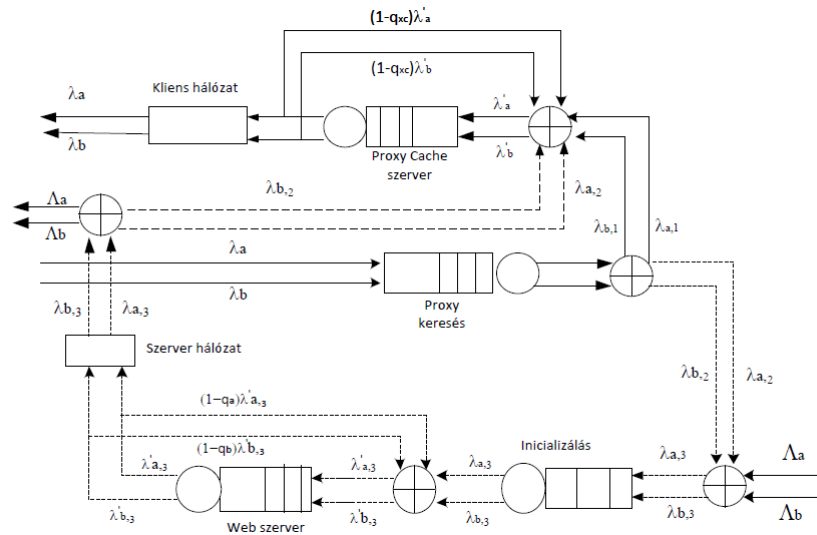 (1-qxc)λ'a
(1-qxc)λ'b
Kliens hálózat
λa
λb
λ'a
λ'b
Proxy Cache
szerver
λb,2
λa,2
Λa
Λb
λb,1
λa,1
λa
λb
Proxy
keresés
λb,3
λa,3
Szerver hálózat
λb,2
λa,2
(1-qa)λ'a,3
(1-qb)λ'b,3
Inicializálás
λ'a,3
λ'a,3
λa,3
λa,3
Λa
λ'b,3
λ'b,3
λb,3
λb,3
Λb
Web szerver